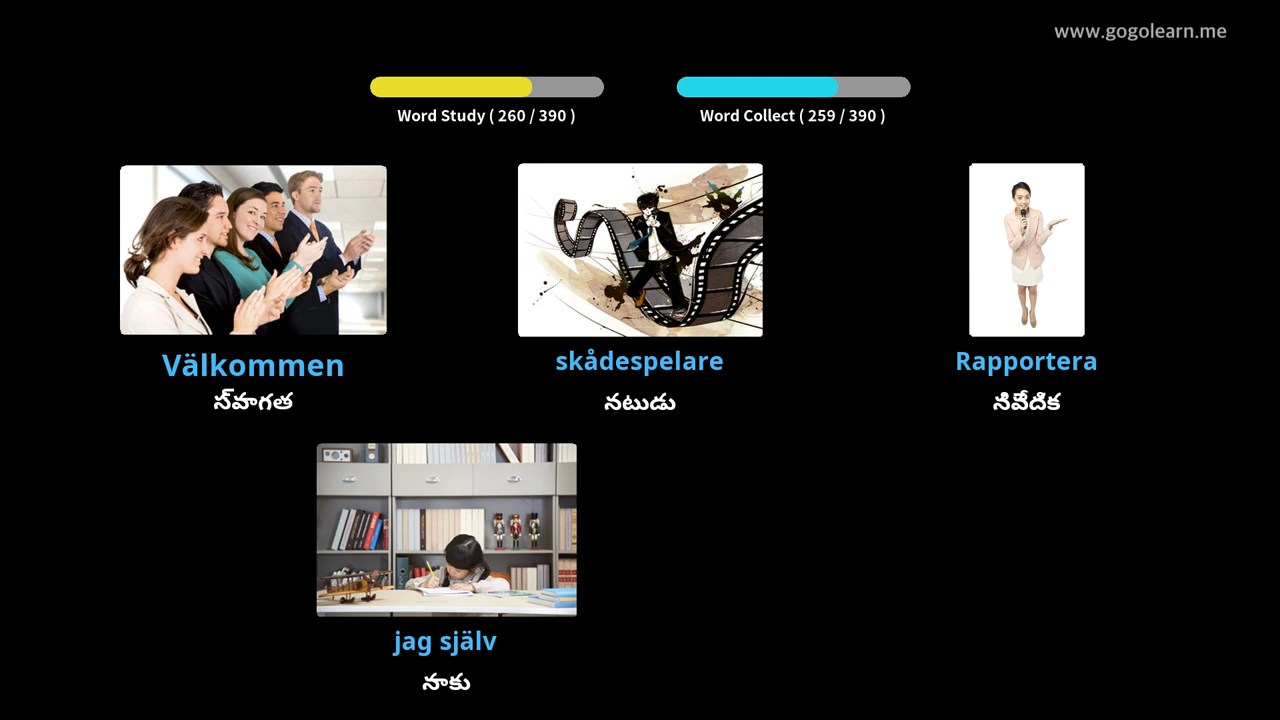 www.gogolearn.me
Word Study ( 260 / 390 )
Word Collect ( 259 / 390 )
Välkommen
స్వాగత
skådespelare
నటుడు
Rapportera
నివేదిక
jag själv
నాకు